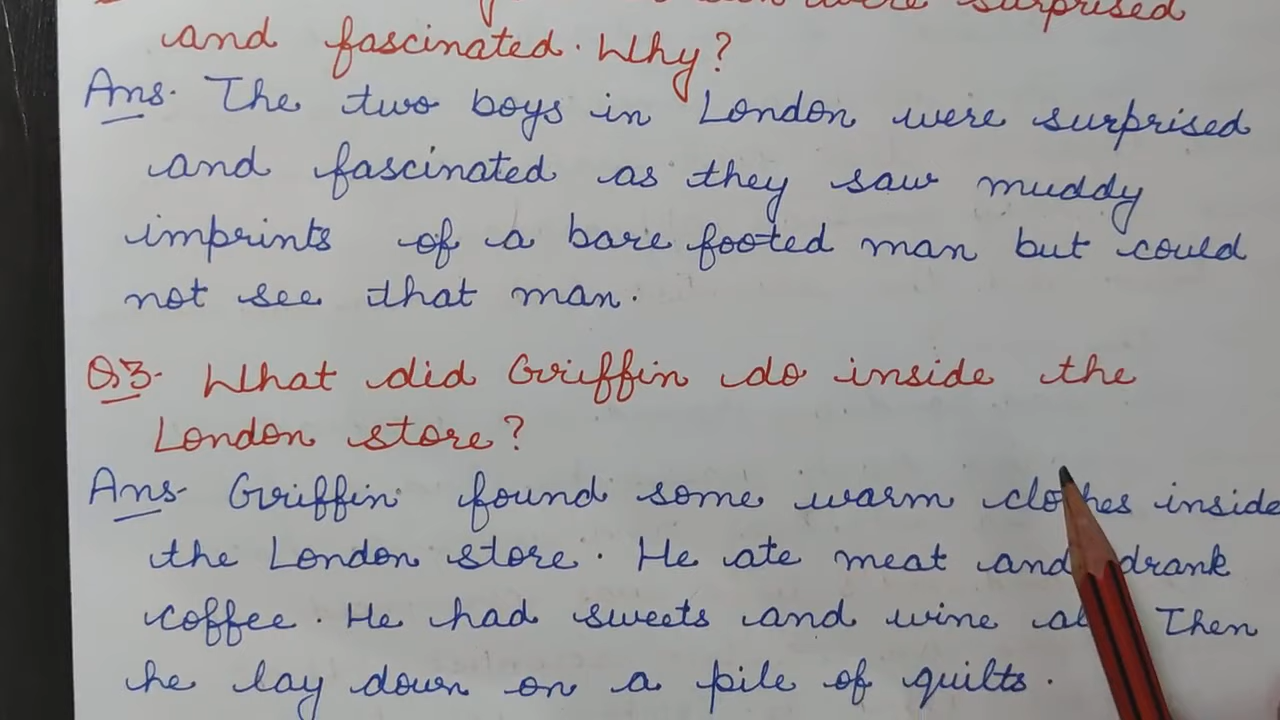 were surprised
and fascinated. Why?
Ans. The two boys in London were surprised
and fascinated as they saw muddy
imprints of a bare footed man but could
not see that man.
Q3. What did Griffin do inside the
London store?
Ans. Griffin found some warm clothes inside
the London store. He ate meat and drank
coffee. He had sweets and wine Then
he lay down on a pile of quilts.